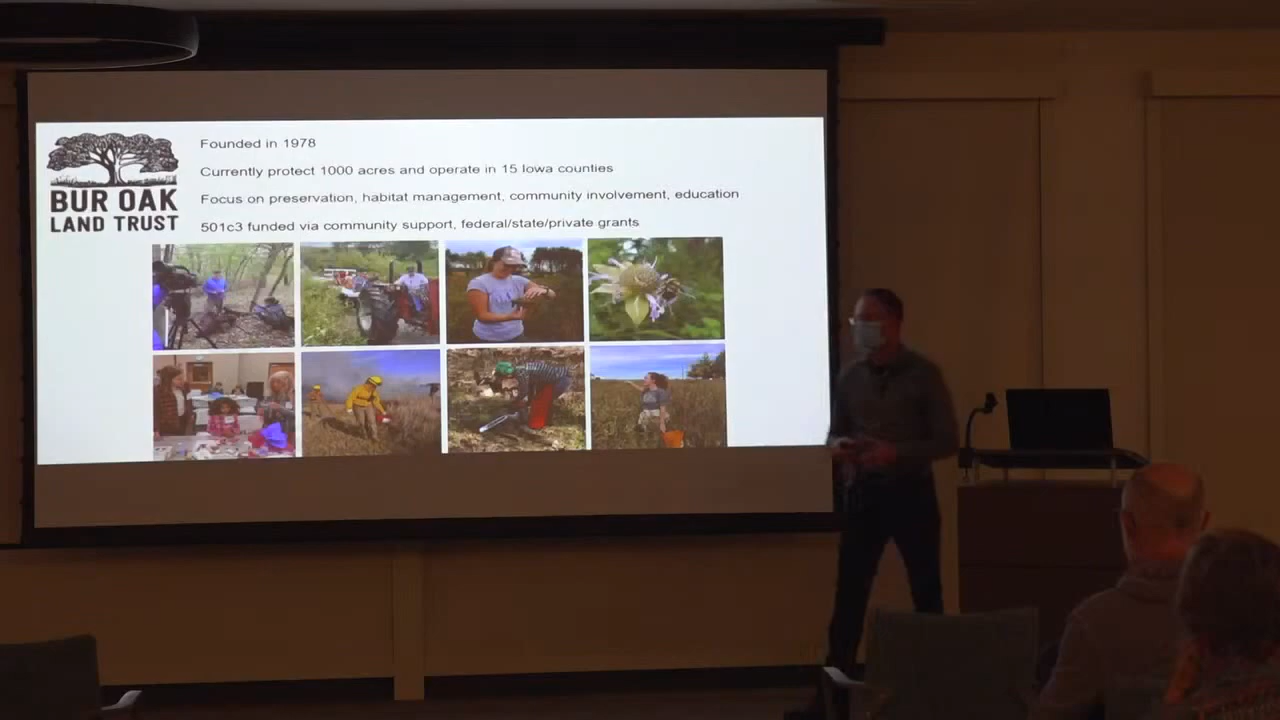 BUR OAK
LAND TRUST
Founded in 1978
Currently protect 1000 acres and operate in 15 Iowa counties
Focus on preservation, habitat management, community involvement, education
501c3 funded via community support, federal/state/private grants